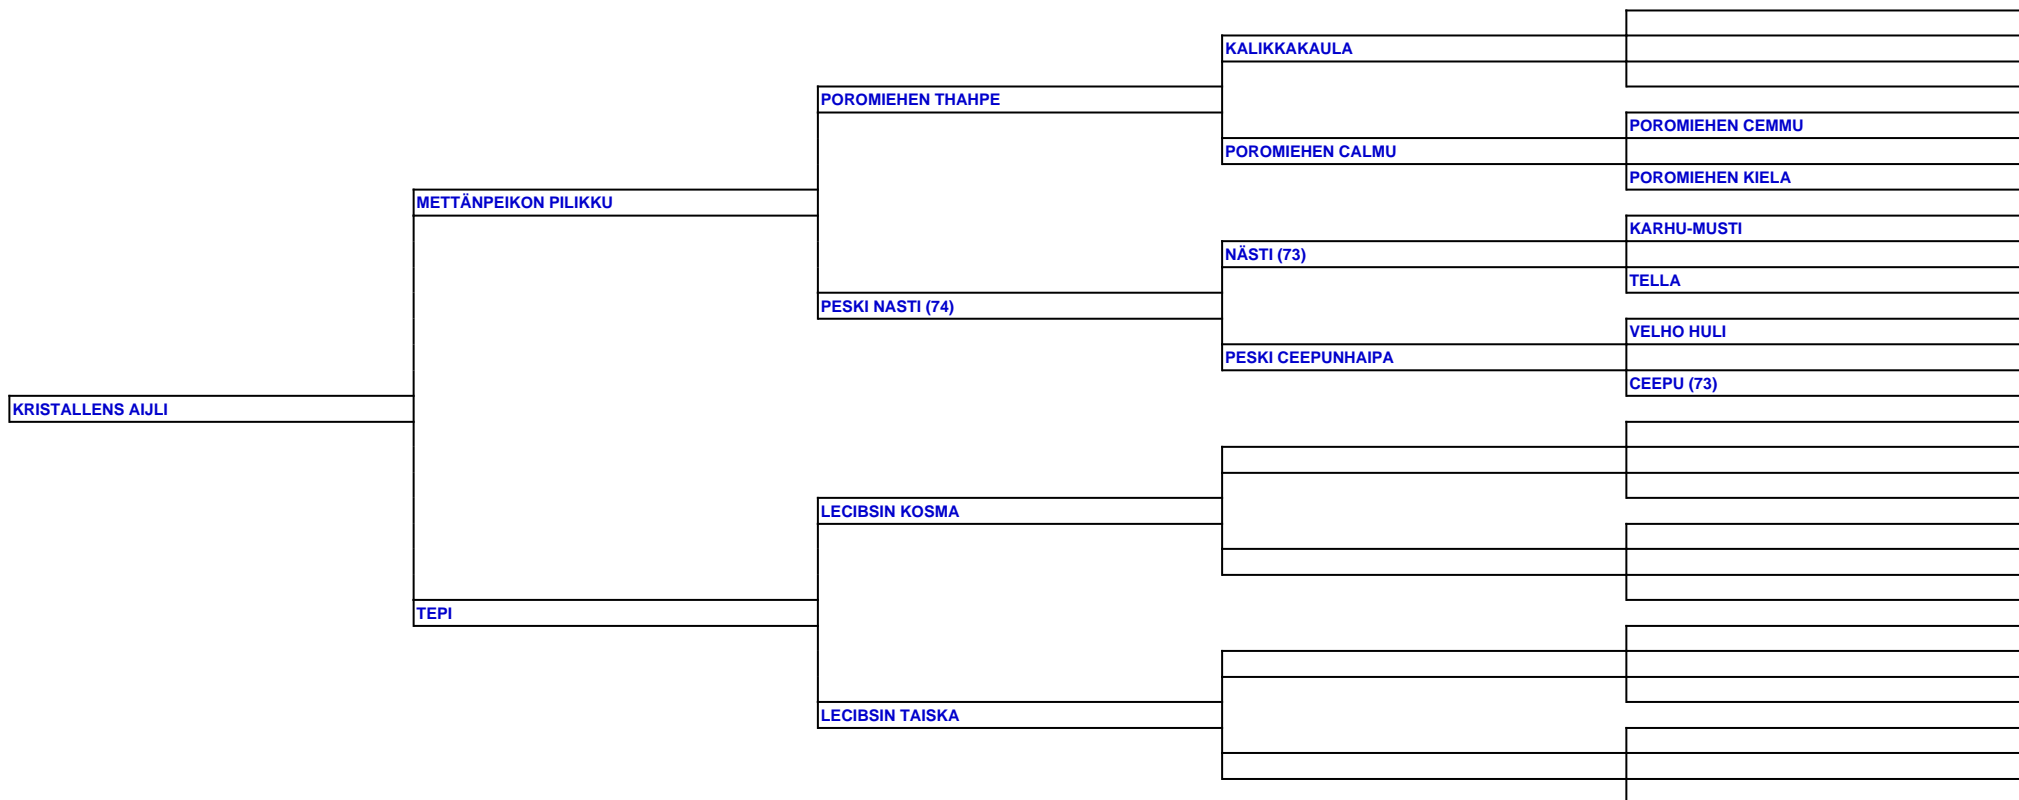 KALIKKAKAULA
POROMIEHEN THAHPE
POROMIEHEN CEMMU
POROMIEHEN CALMU
POROMIEHEN KIELA
METTÄNPEIKON PILIKKU
KARHU-MUSTI
NÄSTI (73)
TELLA
PESKI NASTI (74)
VELHO HULI
PESKI CEEPUNHAIPA
CEEPU (73)
KRISTALLENS AIJLI
LECIBSIN KOSMA
TEPI
LECIBSIN TAISKA